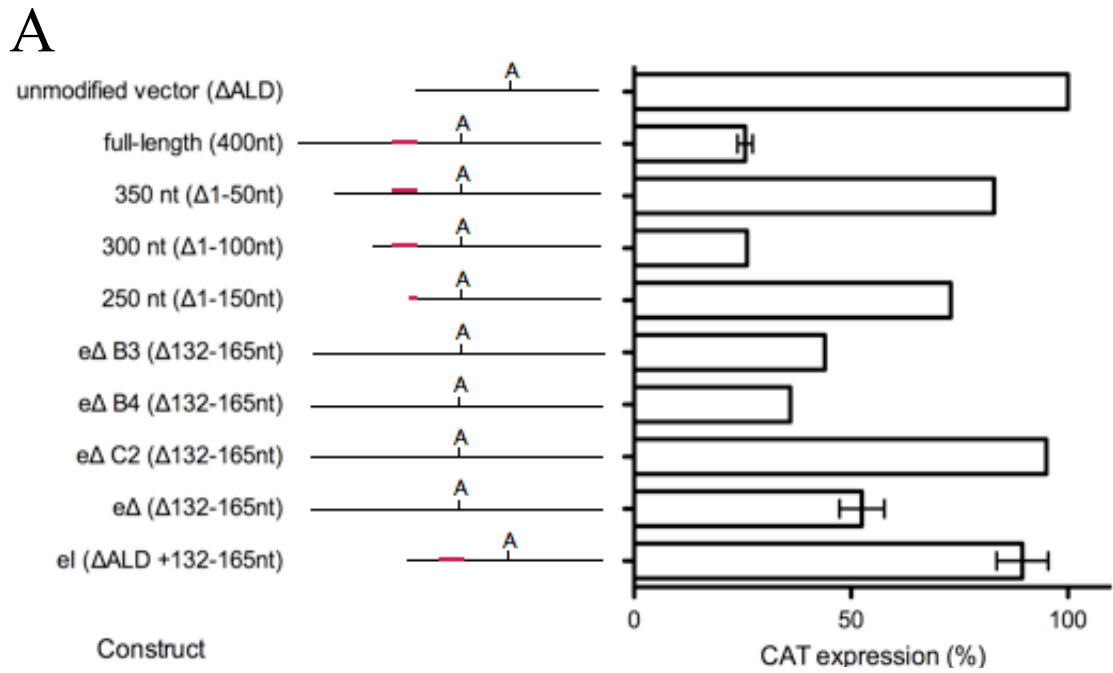 A
unmodified vector (ΔALD)
A
full-length (400nt)
A
350 nt (Δ1-50nt)
A
300 nt (Δ1-100nt)
A
250 nt (Δ1-150nt)
A
eΔ B3 (Δ132-165nt)
A
eΔ B4 (Δ132-165nt)
A
eΔ C2 (Δ132-165nt)
A
eΔ (Δ132-165nt)
A
eI (ΔALD +132-165nt)
A
0 50 100
Construct
CAT expression (%)